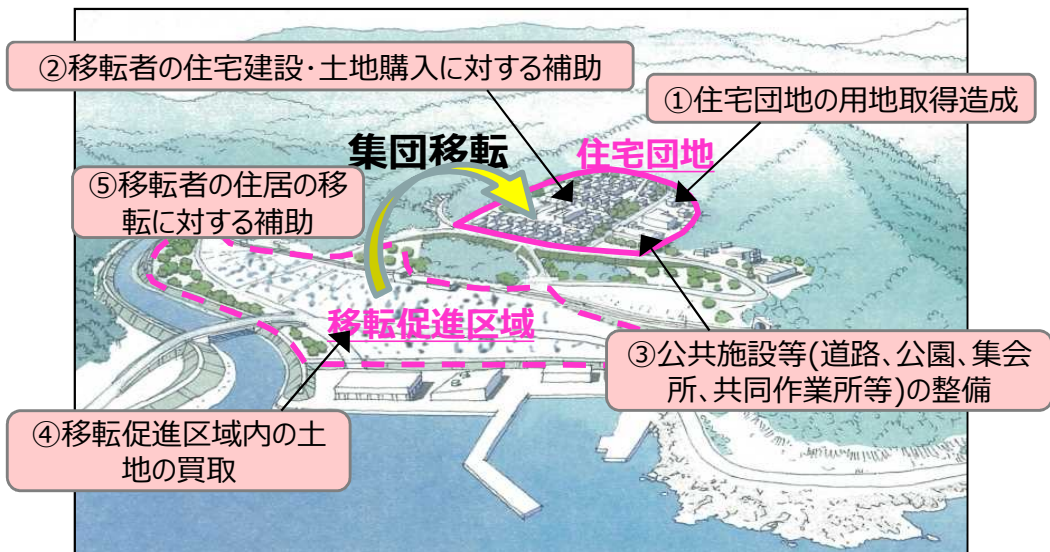 ②移転者の住宅建設・土地購入に対する補助
①住宅団地の用地取得造成
集団移転
住宅団地
⑤移転者の住居の移
転に対する補助
移転促進区域
③公共施設等(道路、公園、集会
所、共同作業所等)の整備
④移転促進区域内の土
地の買取